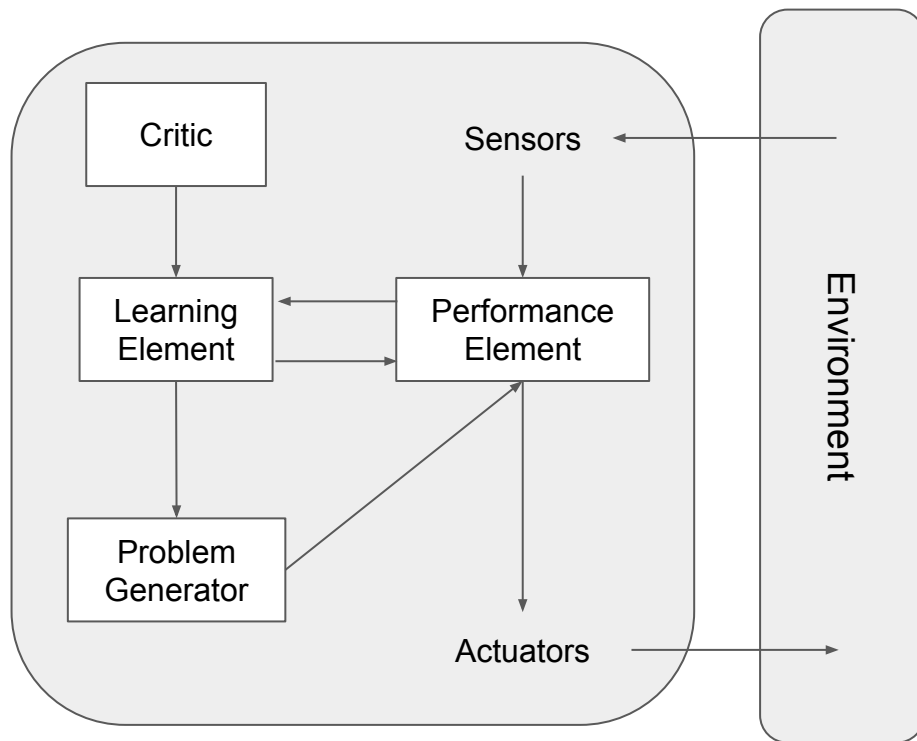 Critic
Sensors
Learning
Element
Performance
Element
Problem
Generator
Actuators
Environment